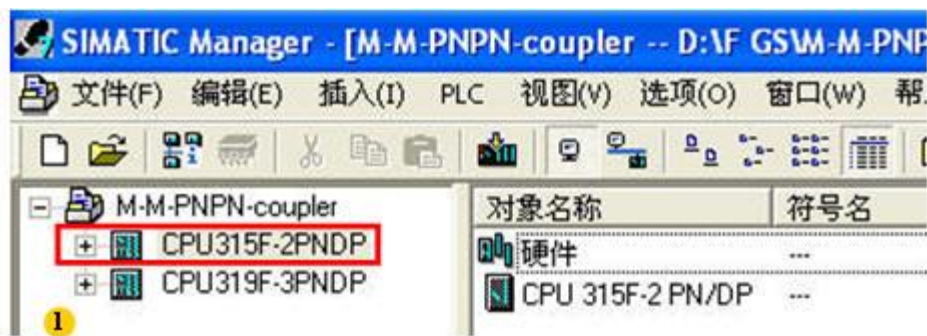 SIMATIC Manager - [M-M-PNPN-coupler -- D:\F GS\M-M-PNP
文件(F) 编辑(E) 插入(I) PLC 视图(V) 选项(O) 窗口(W) 帮
M-M-PNPN-coupler
CPU315F-2PNDP
CPU319F-3PNDP
1
对象名称 符号名
硬件 ---
CPU 315F-2 PN/DP ---